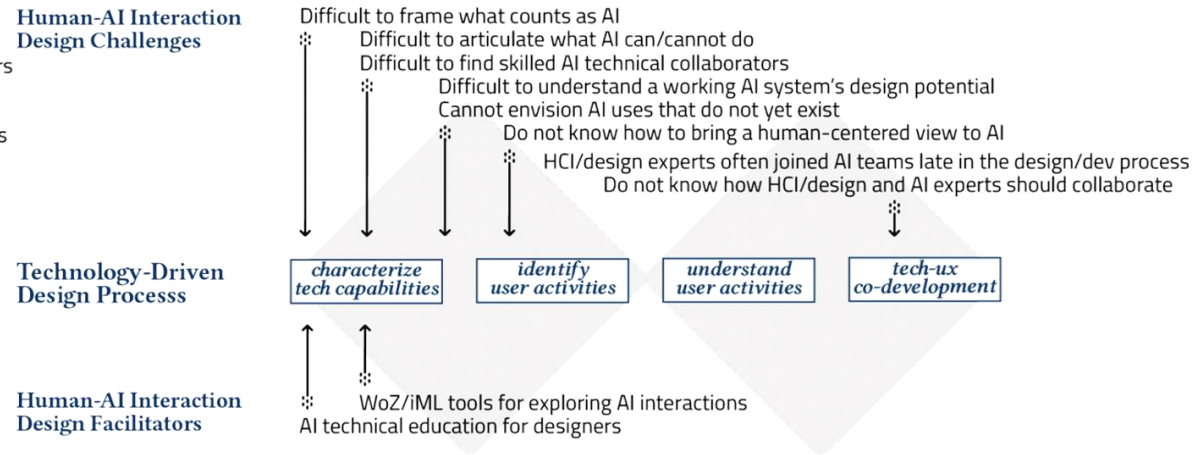 Human-AI Interaction
Design Challenges
Difficult to frame what counts as AI
Difficult to articulate what AI can/cannot do
Difficult to find skilled AI technical collaborators
Difficult to understand a working AI system's design potential
Cannot envision AI uses that do not yet exist
Do not know how to bring a human-centered view to AI
HCI/design experts often joined AI teams late in the design/dev process
Do not know how HCI/design and AI experts should collaborate
rs
s
Technology-Driven
Design Processs
characterize
tech capabilities
identify
user activities
understand
user activities
tech-ux
co-development
Human-AI Interaction
Design Facilitators
WoZ/iML tools for exploring AI interactions
AI technical education for designers